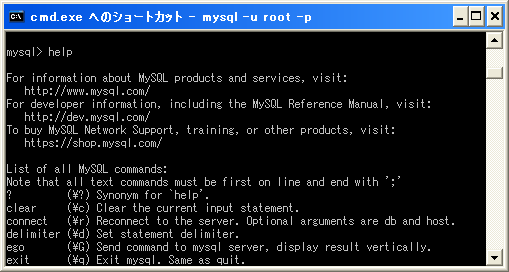 cmd.exe へのショートカット - mysql -u root -p
mysql> help
For information about MySQL products and services, visit:
http://www.mysql.com/
For developer information, including the MySQL Reference Manual, visit:
http://dev.mysql.com/
To buy MySQL Network Support, training, or other products, visit:
https://shop.mysql.com/
List of all MySQL commands:
Note that all text commands must be first on line and end with ';'
? (¥?) Synonym for `help'.
clear (¥c) Clear the current input statement.
connect (¥r) Reconnect to the server. Optional arguments are db and host.
delimiter (¥d) Set statement delimiter.
ego (¥G) Send command to mysql server, display result vertically.
exit (¥q) Exit mysql. Same as quit.